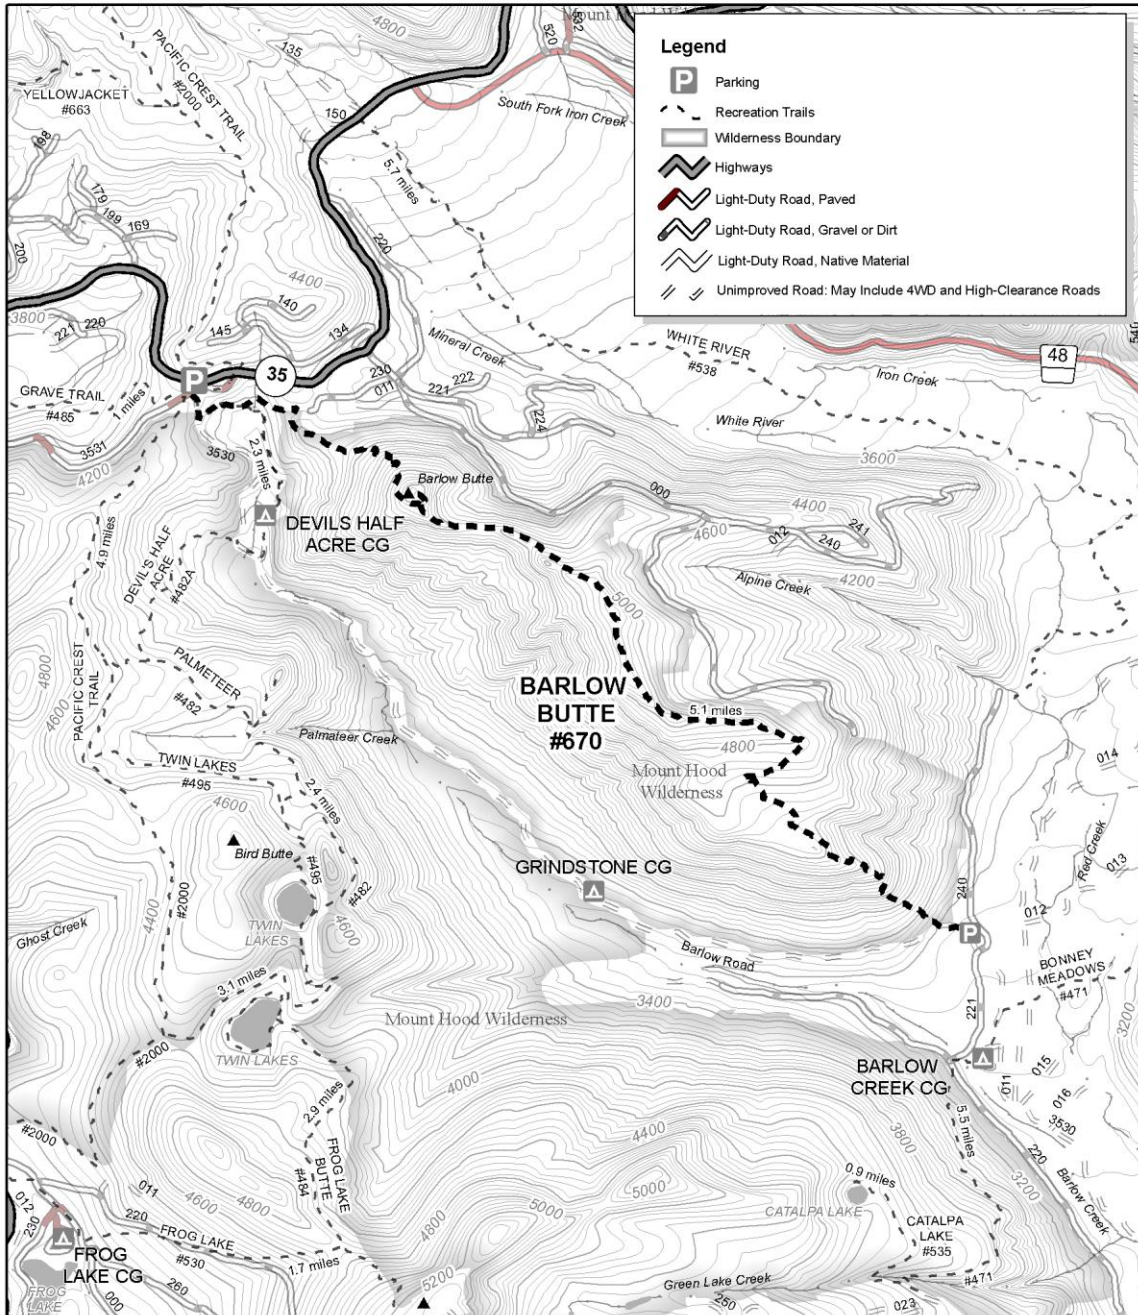 Mount Hood Wilderness
4800
532
520
135
PACIFIC CREST TRAIL
#2000
YELLOWJACKET
#663
198
150
South Fork Iron Creek
5.7 miles
179
199
169
200
220
4400
140
145
134
3800
221
220
Legend
P
Parking
Recreation Trails
Wilderness Boundary
Highways
Light-Duty Road, Paved
Light-Duty Road, Gravel or Dirt
Light-Duty Road, Native Material
Unimproved Road: May Include 4WD and High-Clearance Roads
540
48
WHITE RIVER
#538
Iron Creek
White River
Mineral Creek
P
35
230
011
221
222
224
GRAVE TRAIL
#485
1 miles
3531
4200
3530
2.3 miles
Barlow Butte
3600
000
4400
4600
012
241
240
4200
Alpine Creek
DEVILS HALF
ACRE CG
4.9 miles
DEVIL'S HALF
ACRE
#482A
5000
PACIFIC CREST
TRAIL
4800
4600
PALMETEER
#482
Palmateer Creek
BARLOW
BUTTE
#670
5.1 miles
4800
Mount Hood
Wilderness
TWIN LAKES
#495
2.4 miles
4600
Bird Butte
#495
#482
TWIN
LAKES
4600
#2000
4400
Ghost Creek
GRINDSTONE CG
014
Red Creek
013
240
012
P
Barlow Road
BONNEY
MEADOWS
#471
3400
221
3200
3.1 miles
#2000
TWIN LAKES
Mount Hood Wilderness
BARLOW
CREEK CG
011
015
016
3530
4000
2.9 miles
FROG LAKE
BUTTE
#484
#2000
4400
3800
5.5 miles
220
3200
Barlow Creek
5000
5000
0.9 miles
CATALPA LAKE
CATALPA
LAKE
#535
011
4600
4800
012
230
220
FROG LAKE
#530
1.7 miles
4800
FROG
LAKE CG
FROG
LAKE
000
260
5200
Green Lake Creek
250
#471
023